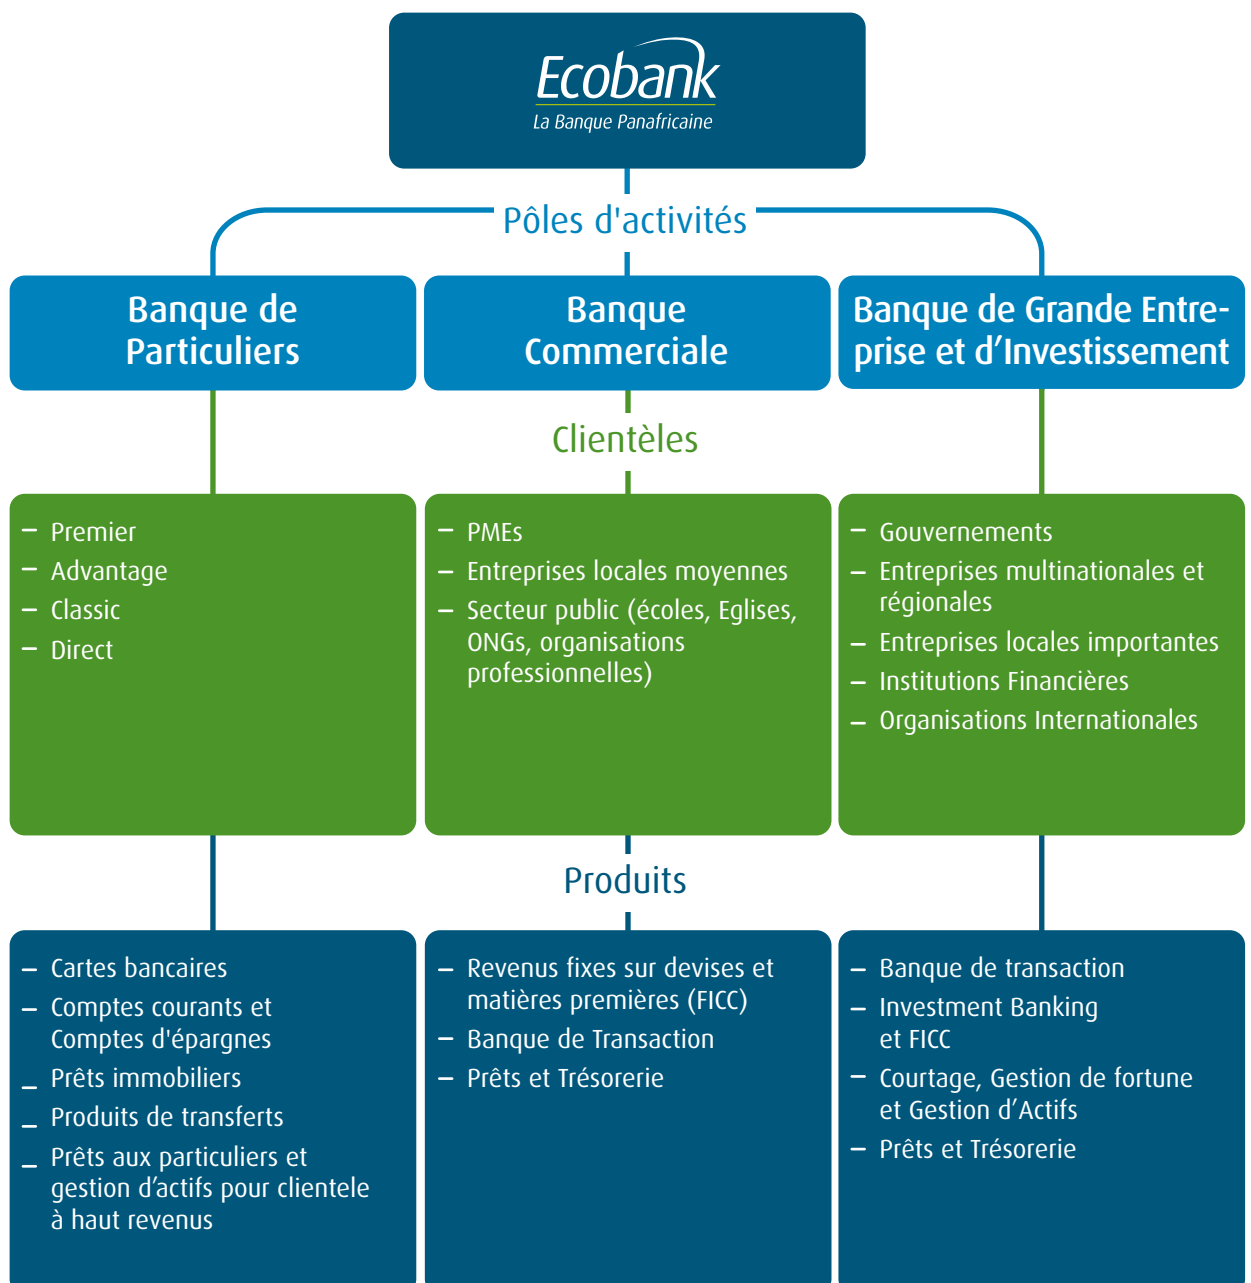 Ecobank
La Banque Panafricaine
Pôles d'activités
Banque de
Particuliers
Banque
Commerciale
Banque de Grande Entre-
prise et d’Investissement
Clientèles
– Premier
– Advantage
– Classic
– Direct
– PMEs
– Entreprises locales moyennes
– Secteur public (écoles, Eglises,
ONGs, organisations
professionnelles)
– Gouvernements
– Entreprises multinationales et
régionales
– Entreprises locales importantes
– Institutions Financières
– Organisations Internationales
Produits
– Cartes bancaires
– Comptes courants et
Comptes d'épargnes
– Prêts immobiliers
– Produits de transferts
– Prêts aux particuliers et
gestion d’actifs pour clientele
à haut revenus
– Revenus fixes sur devises et
matières premières (FICC)
– Banque de Transaction
– Prêts et Trésorerie
– Banque de transaction
– Investment Banking
et FICC
– Courtage, Gestion de fortune
et Gestion d’Actifs
– Prêts et Trésorerie